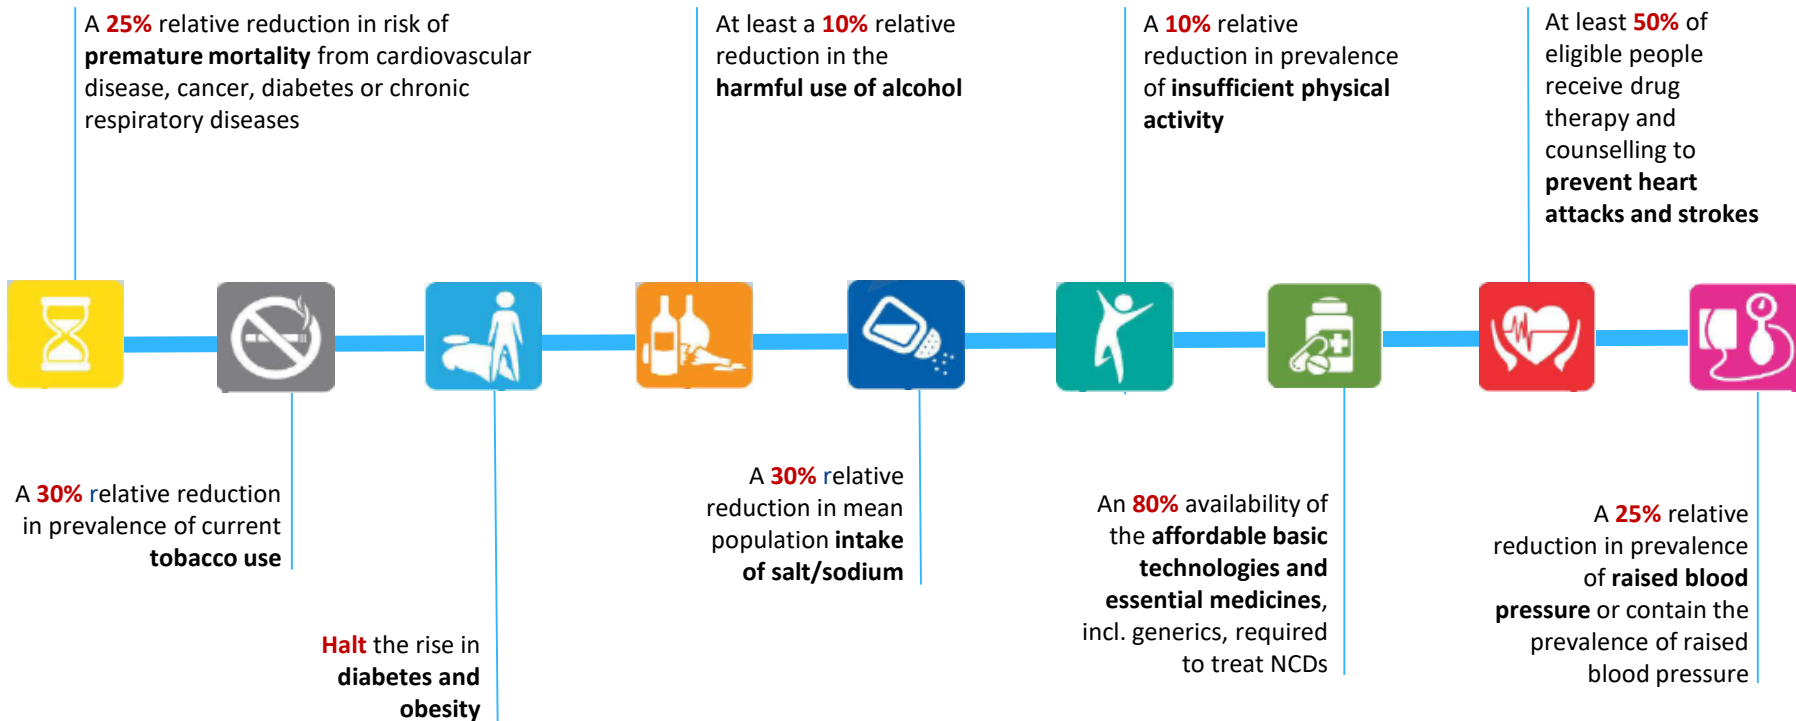 A 25% relative reduction in risk of
premature mortality from cardiovascular
disease, cancer, diabetes or chronic
respiratory diseases
At least a 10% relative
reduction in the
harmful use of alcohol
A 10% relative
reduction in prevalence
of insufficient physical
activity
At least 50% of
eligible people
receive drug
therapy and
counselling to
prevent heart
attacks and strokes
A 30% relative reduction
in prevalence of current
tobacco use
Halt the rise in
diabetes and
obesity
A 30% relative
reduction in mean
population intake
of salt/sodium
An 80% availability of
the affordable basic
technologies and
essential medicines,
incl. generics, required
to treat NCDs
A 25% relative
reduction in prevalence
of raised blood
pressure or contain the
prevalence of raised
blood pressure